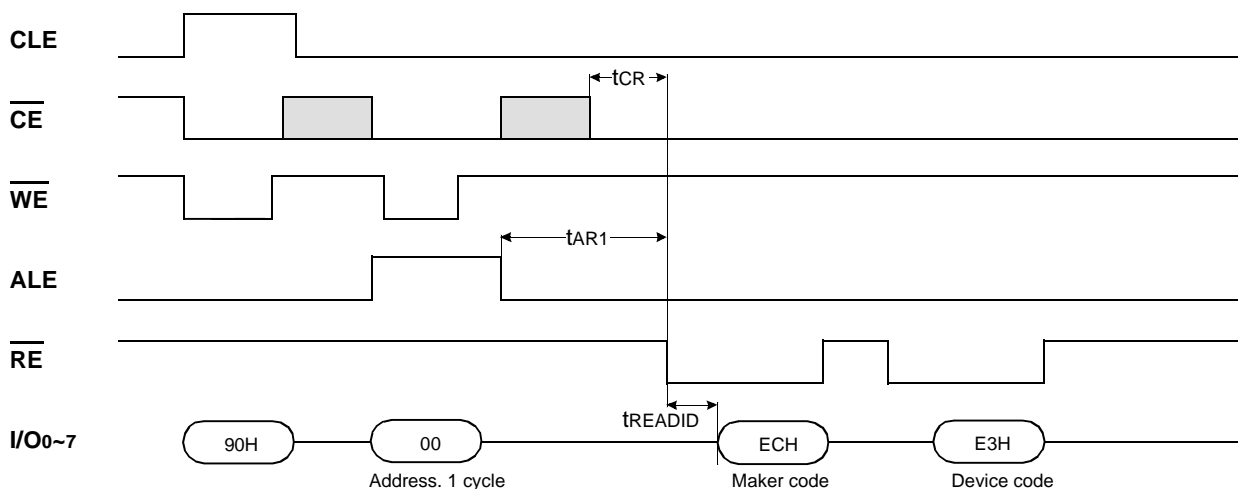 CLE
tCR
CE
WE
tAR1
ALE
RE
tREADID
I/O0~7
90H
00
ECH
E3H
Address. 1 cycle
Maker code
Device code